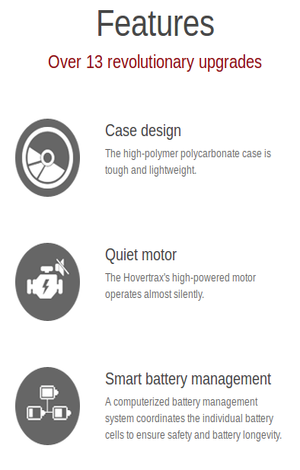 Features
Over 13 revolutionary upgrades
Case design
The high-polymer polycarbonate case is
tough and lightweight.
Quiet motor
The Hovertrax's high-powered motor
operates almost silently.
Smart battery management
A computerized battery management
system coordinates the individual battery
cells to ensure safety and battery longevity.